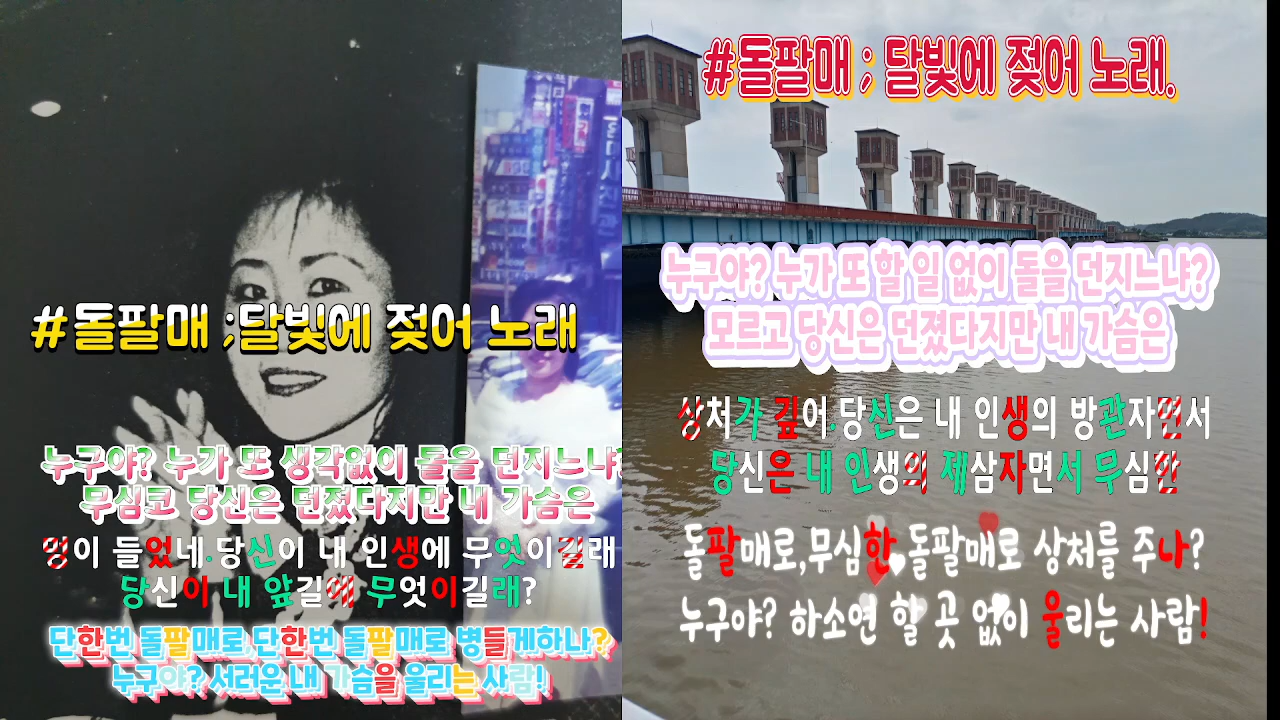 #돌팔매 ;달빛에 젖어 노래
누구야? 누가 또 생각없이 돌을 던지느냐?
무심코 당신은 던졌다지만 내 가슴은
멍이 들었네.당신이 내 인생에 무엇이길래
당신이 내 앞길에 무엇이길래?
단한번 돌팔매로,단한번 돌팔매로 병들게하나?
누구야? 서러운 내 가슴을 울리는 사람!
#돌팔매 ; 달빛에 젖어 노래.
누구야? 누가 또 할 일 없이 돌을 던지느냐?
모르고 당신은 던졌다지만 내 가슴은
상처가 깊어.당신은 내 인생의 방관자면서
당신은 내 인생의 제삼자면서 무심한
돌팔매로,무심한 돌팔매로 상처를 주나?
누구야? 하소연 할 곳 없이 울리는 사람!